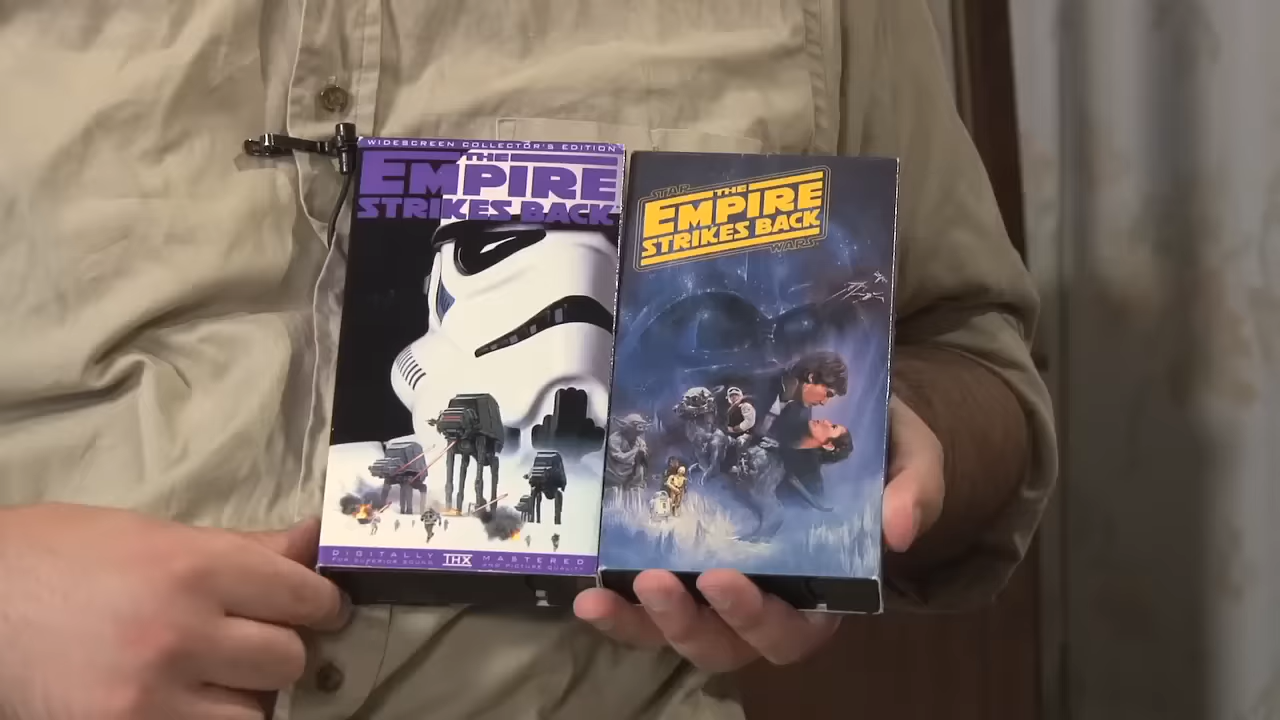 WIDESCREEN COLLECTOR'S EDITION
THE
EMPIRE
STRIKES BACK
DIGITALLY THX MASTERED
FOR SUPERIOR SOUND AND PICTURE QUALITY
STAR
THE
EMPIRE
STRIKES BACK
WARS